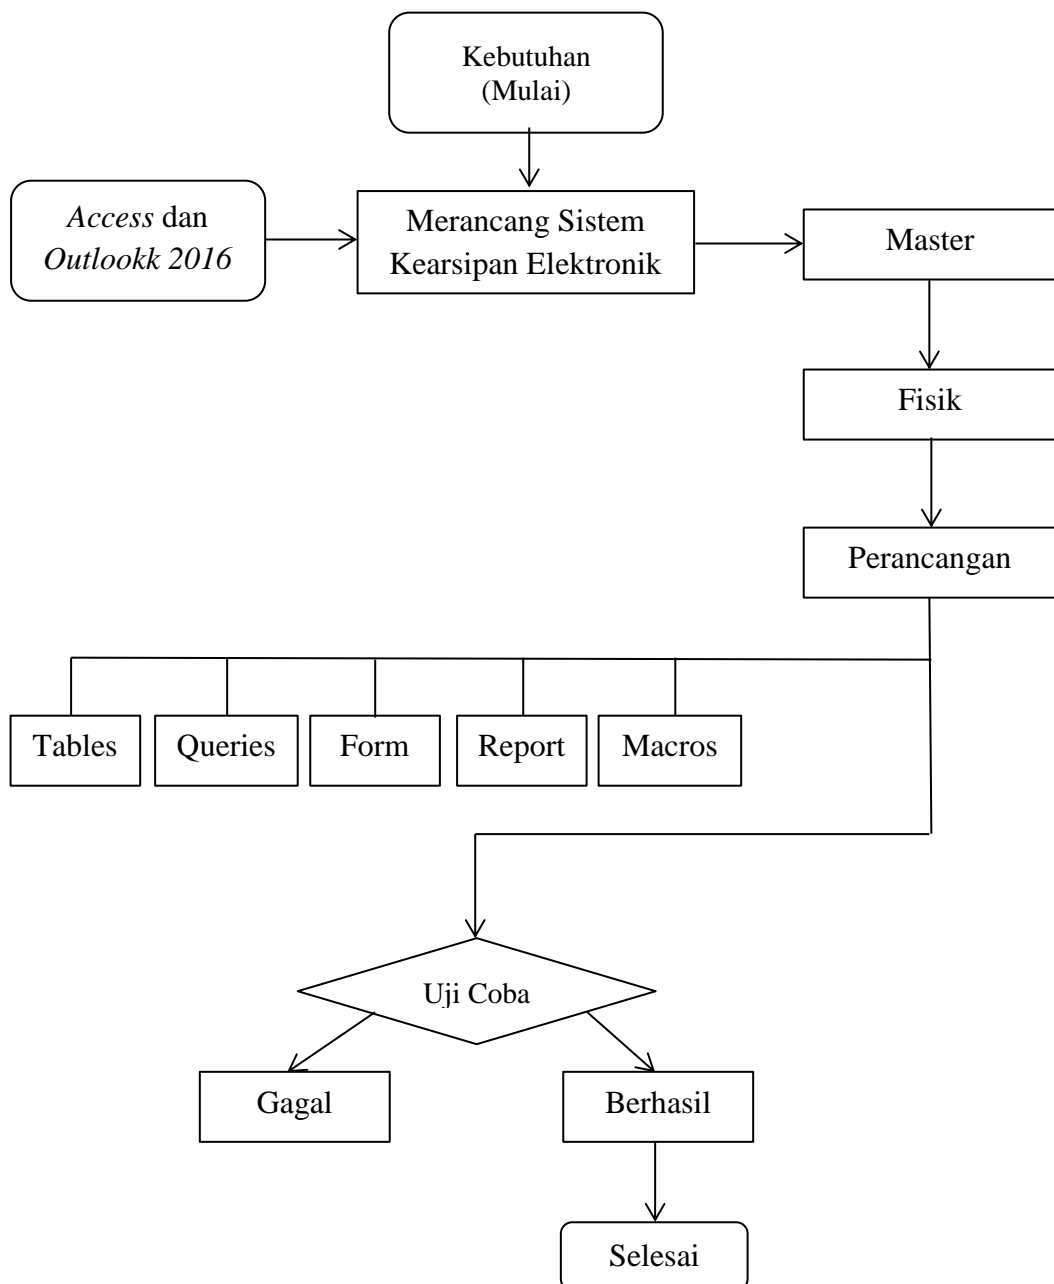 Kebutuhan
(Mulai)
Access dan
Outlookk 2016
Merancang Sistem
Kearsipan Elektronik
Master
Fisik
Perancangan
Tables
Queries
Form
Report
Macros
Uji Coba
Gagal
Berhasil
Selesai